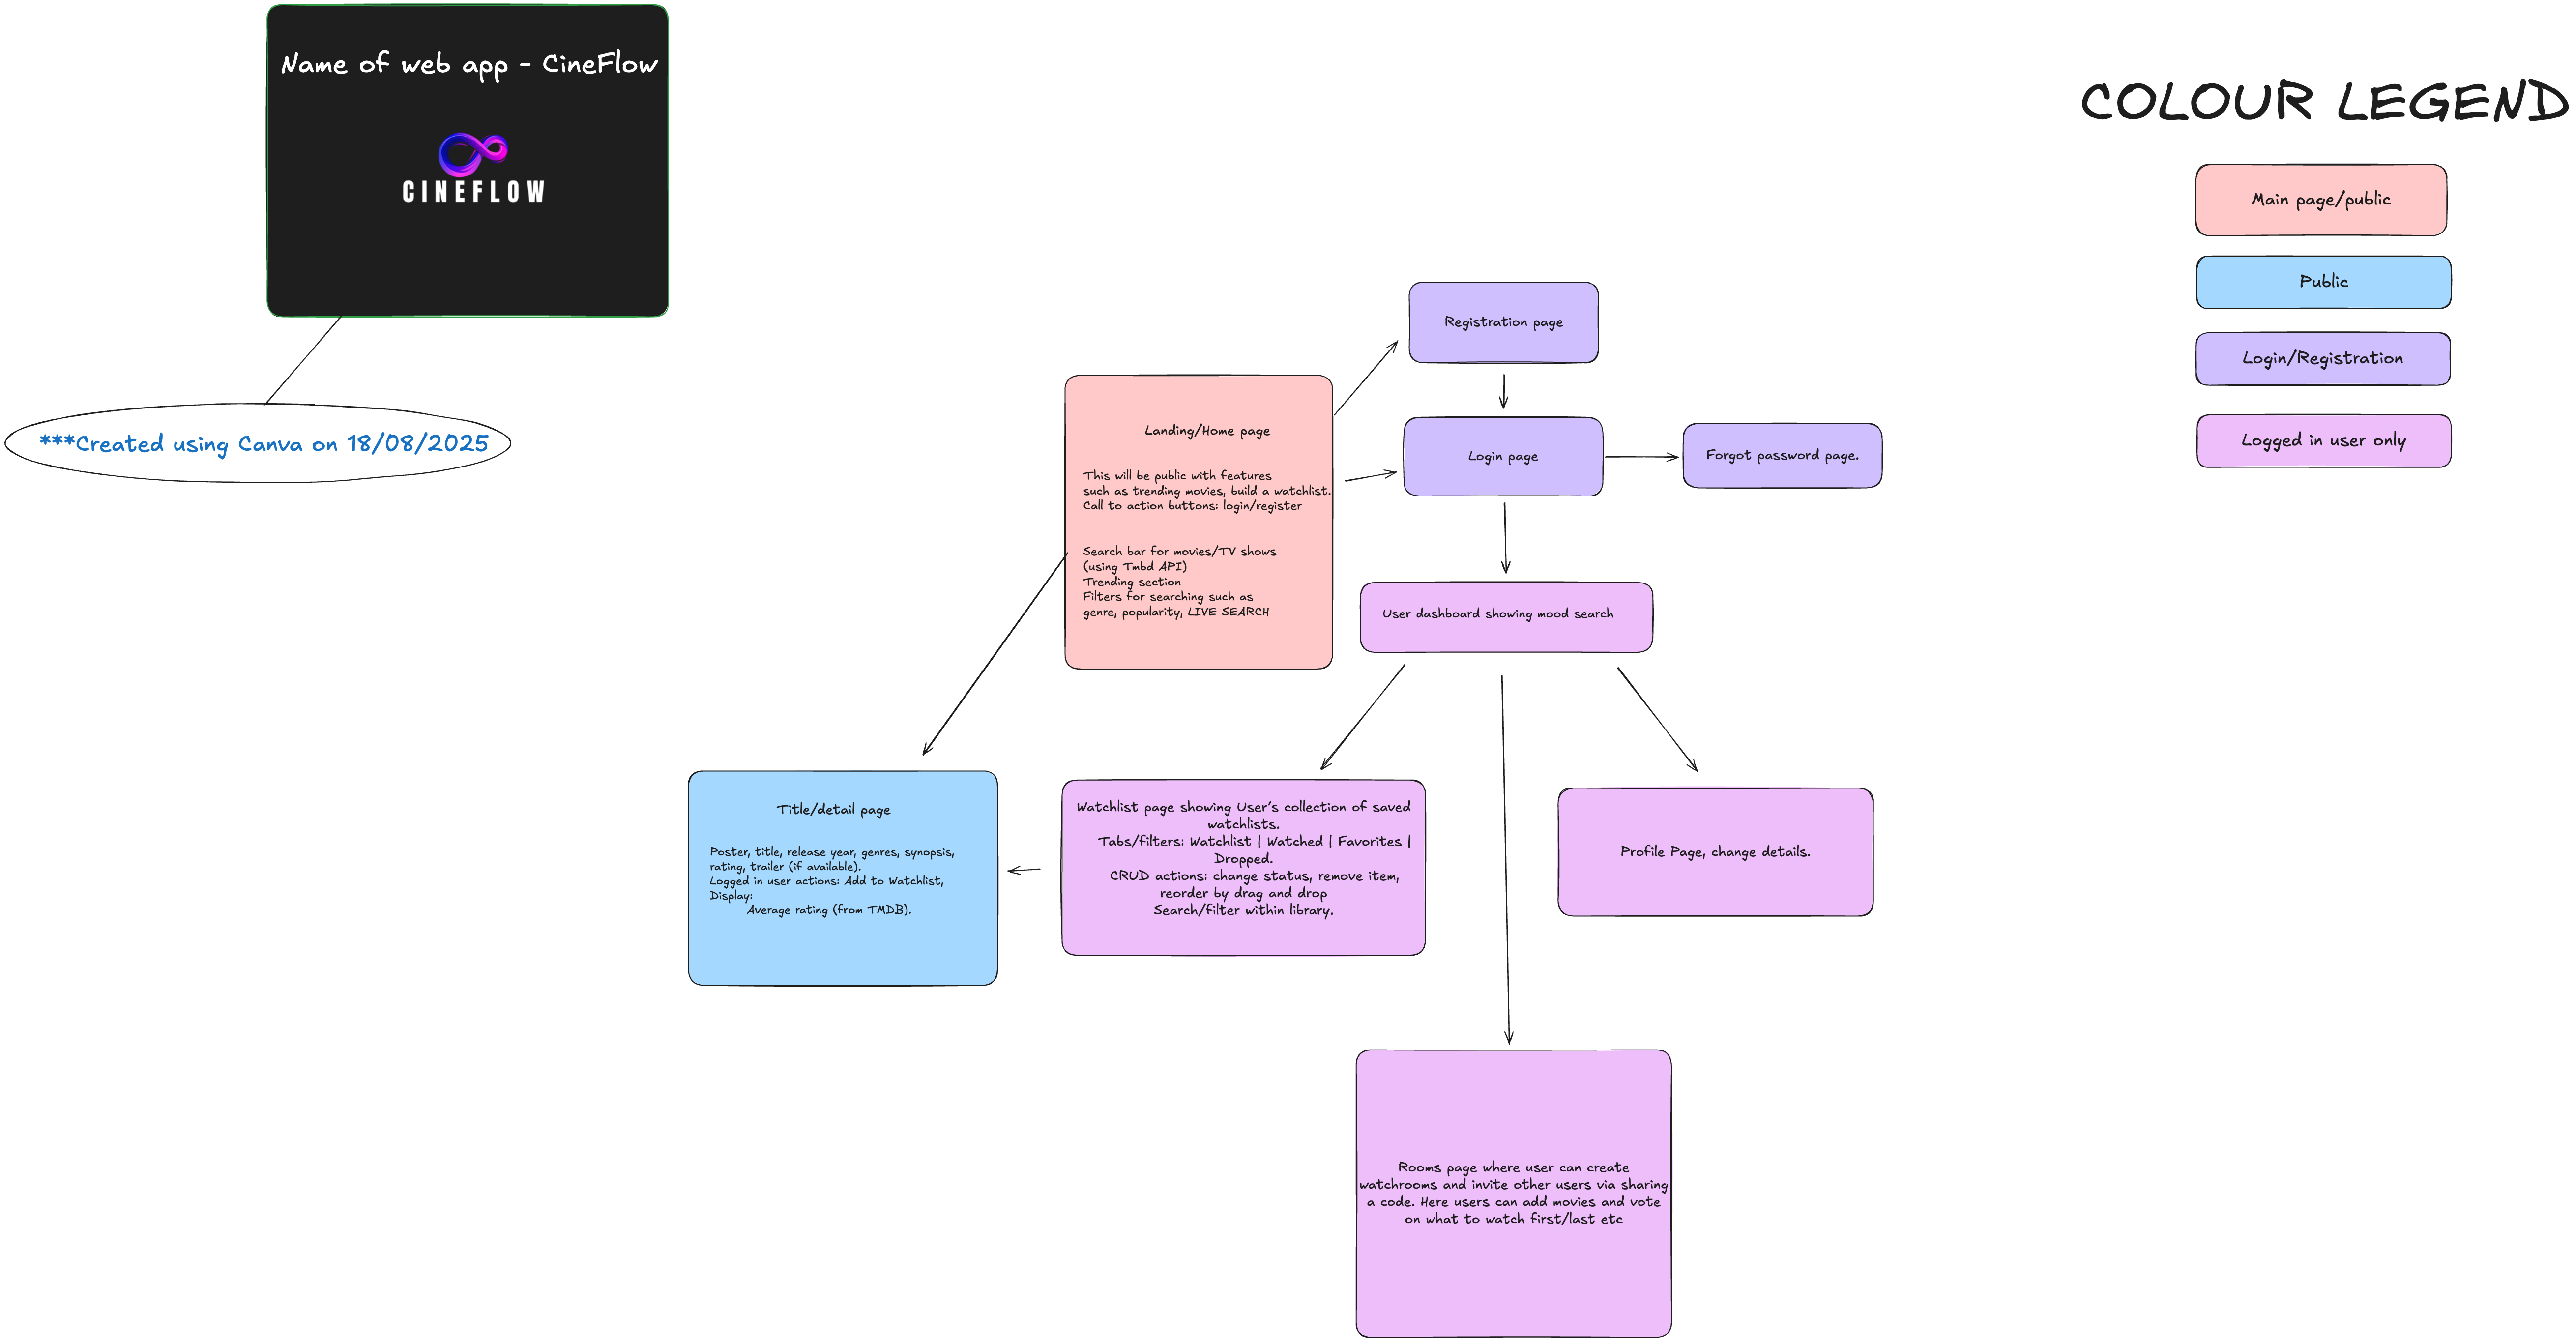 Name of web app - CineFlow
CINEFLOW
***Created using Canva on 18/08/2025
COLOUR LEGEND
Main page/public
Public
Login/Registration
Logged in user only
Registration page
Landing/Home page
This will be public with features
such as trending movies, build a watchlist.
Call to action buttons: login/register
Search bar for movies/TV shows
(using Tmbd API)
Trending section
Filters for searching such as
genre, popularity, LIVE SEARCH
Login page
Forgot password page.
User dashboard showing mood search
Title/detail page
Poster, title, release year, genres, synopsis,
rating, trailer (if available).
Logged in user actions: Add to Watchlist,
Display:
Average rating (from TMDB).
Watchlist page showing User's collection of saved
watchlists.
Tabs/filters: Watchlist | Watched | Favorites |
Dropped.
CRUD actions: change status, remove item,
reorder by drag and drop
Search/filter within library.
Profile Page, change details.
Rooms page where user can create
watchrooms and invite other users via sharing
a code. Here users can add movies and vote
on what to watch first/last etc